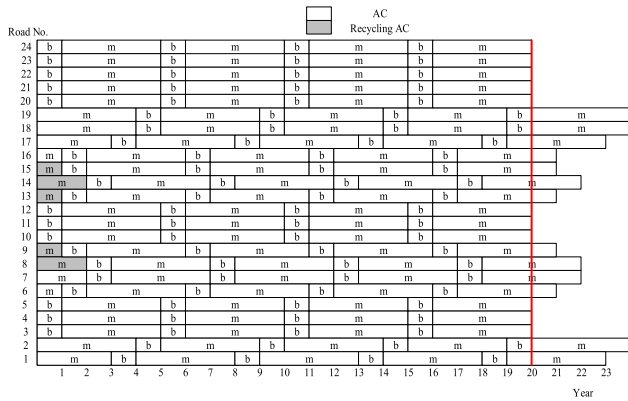 AC
Road No.
Recycling AC
24 b m b m b m b m
23 b m b m b m b m
22 b m b m b m b m
21 b m b m b m b m
20 b m b m b m b m
19 m b m b m b m b m
18 m b m b m b m b m
17 m b m b m b m b m
16 m b m b m b m b m
15 m b m b m b m b m
14 m b m b m b m b m
13 m b m b m b m b m
12 b m b m b m b m
11 b m b m b m b m
10 b m b m b m b m
9 m b m b m b m b m
8 m b m b m b m b m
7 m b m b m b m b m
6 m b m b m b m b m
5 b m b m b m b m
4 b m b m b m b m
3 b m b m b m b m
2 m b m b m b m b m
1 m b m b m b m b m
1 2 3 4 5 6 7 8 9 10 11 12 13 14 15 16 17 18 19 20 21 22 23
Year